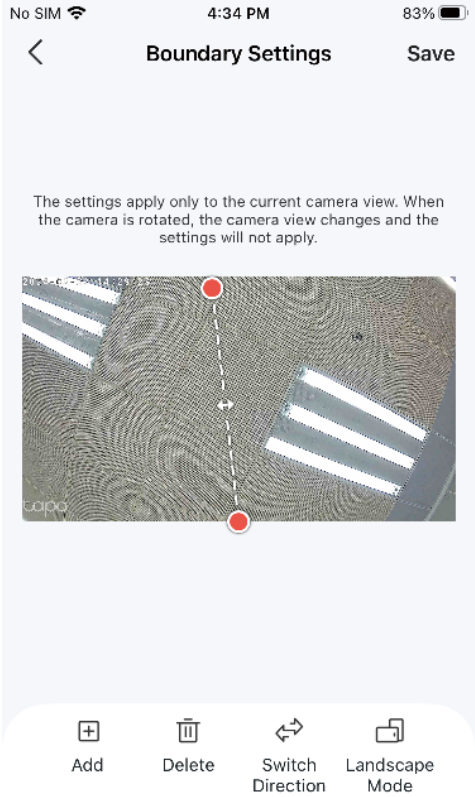 No SIM 4:34 PM 83%
Boundary Settings Save
The settings apply only to the current camera view. When
the camera is rotated, the camera view changes and the
settings will not apply.
tapo
Add Delete Switch Direction Landscape Mode